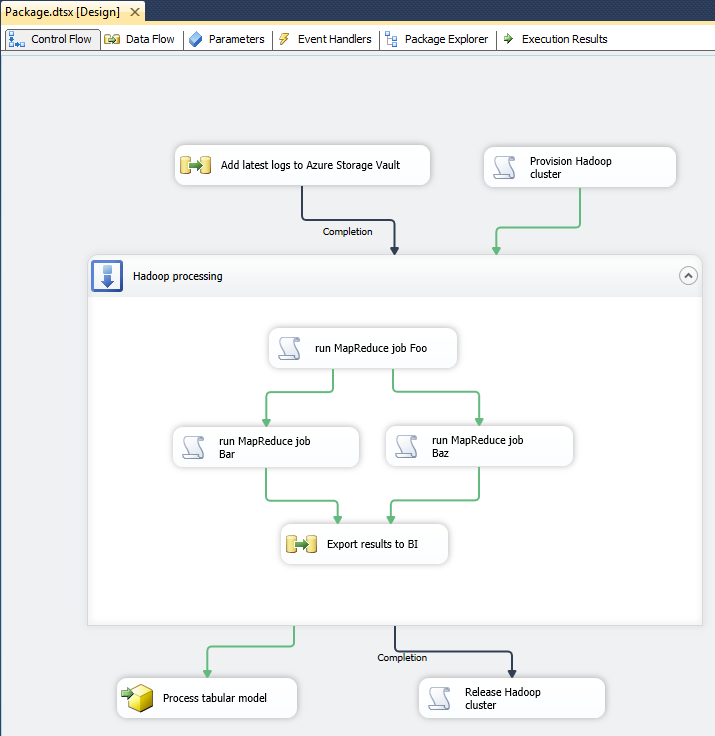 Package.dtsx [Design]
Control Flow
Data Flow
Parameters
Event Handlers
Package Explorer
Execution Results
Add latest logs to Azure Storage Vault
Provision Hadoop
cluster
Completion
Hadoop processing
run MapReduce job Foo
run MapReduce job
Bar
run MapReduce job
Baz
Export results to BI
Completion
Process tabular model
Release Hadoop
cluster